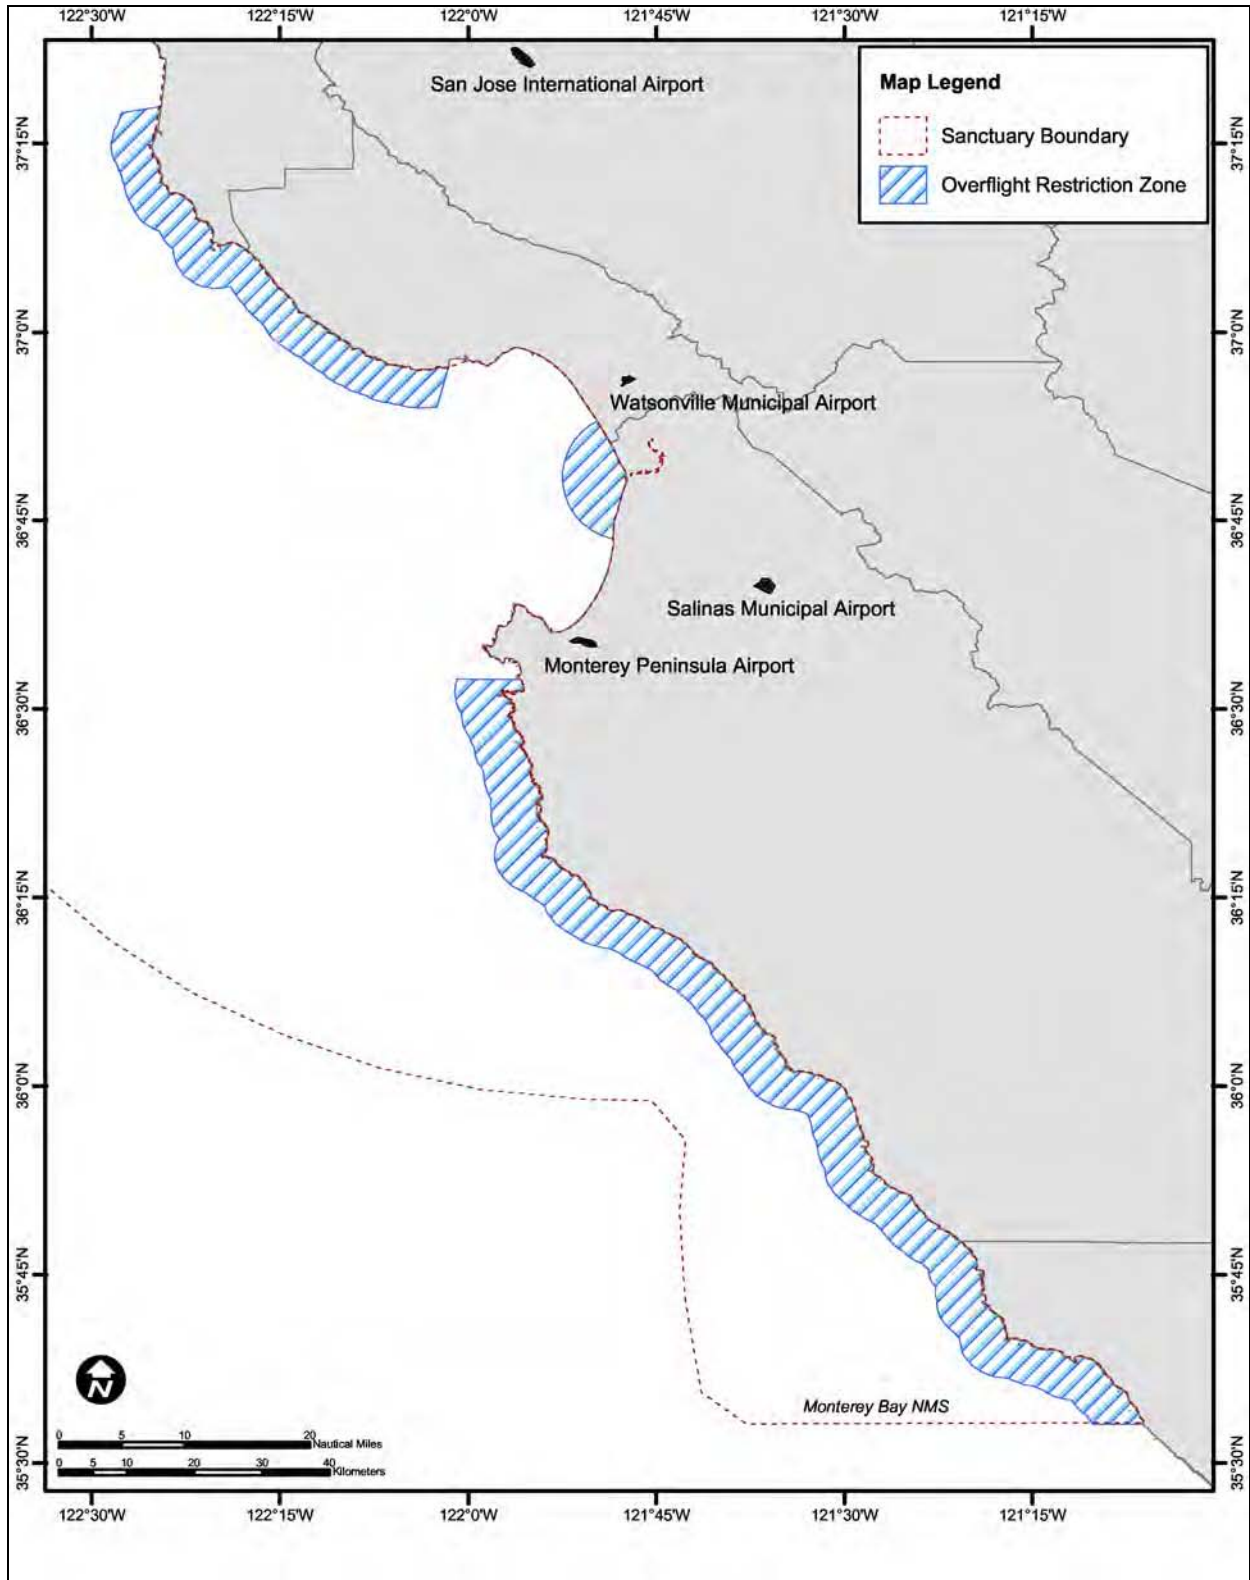 122°30'W 122°15'W 122°0'W 121°45'W 121°30'W 121°15'W
San Jose International Airport
Map Legend
Sanctuary Boundary
Overflight Restriction Zone
37°15'N 37°15'N
37°0'N 37°0'N
Watsonville Municipal Airport
36°45'N 36°45'N
Salinas Municipal Airport
Monterey Peninsula Airport
36°30'N 36°30'N
36°15'N 36°15'N
36°0'N 36°0'N
35°45'N 35°45'N
N
Monterey Bay NMS
0 5 10 20
Nautical Miles
0 5 10 20 30 40
Kilometers
35°30'N 35°30'N
122°30'W 122°15'W 122°0'W 121°45'W 121°30'W 121°15'W